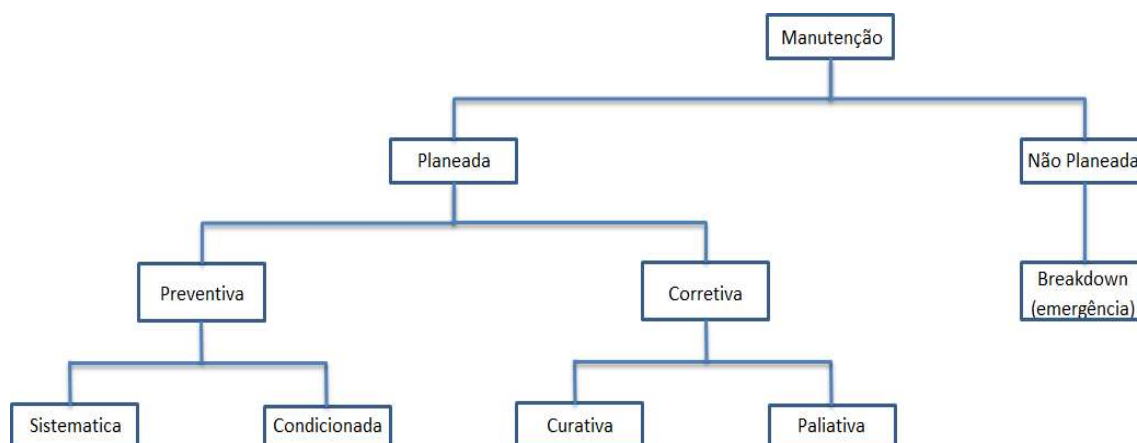 Manutenção
Planeada
Não Planeada
Preventiva
Corretiva
Breakdown
(emergência)
Sistematica
Condicionada
Curativa
Paliativa